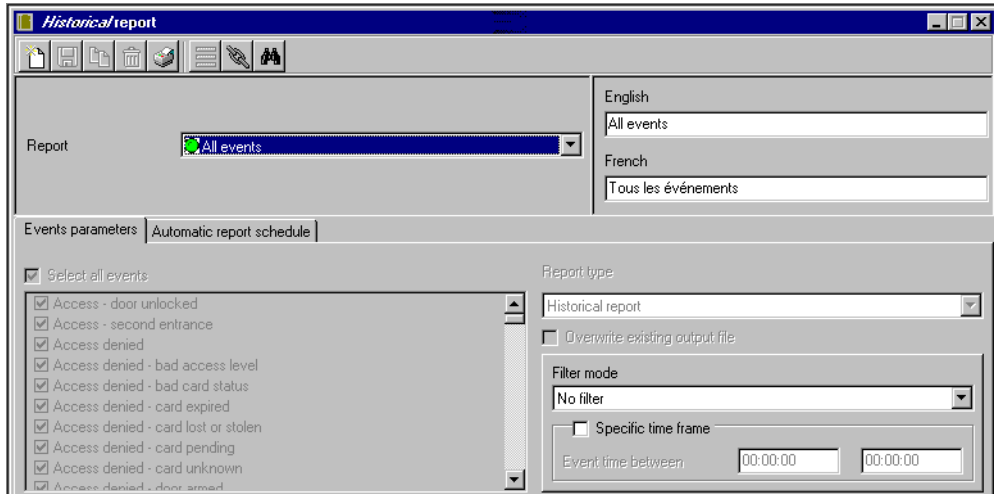 Historical report
Report
All events
English
All events
French
Tous les événements
Events parameters
Automatic report schedule
Select all events
Access - door unlocked
Access - second entrance
Access denied
Access denied - bad access level
Access denied - bad card status
Access denied - card expired
Access denied - card lost or stolen
Access denied - card pending
Access denied - card unknown
Access denied - door armed
Report type
Historical report
Overwrite existing output file
Filter mode
No filter
Specific time frame
Event time between 00:00:00 00:00:00